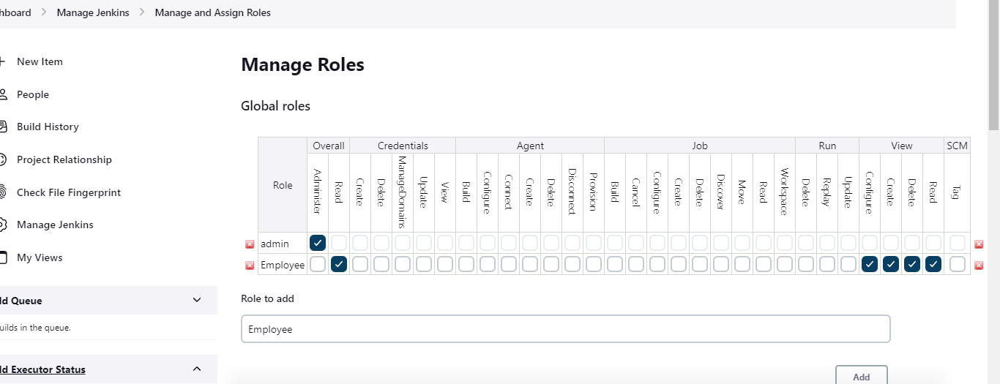 hboard > Manage Jenkins > Manage and Assign Roles
New Item
People
Build History
Project Relationship
Check File Fingerprint
Manage Jenkins
My Views
ld Queue
uilds in the queue.
ld Executor Status
Manage Roles
Global roles
Role Overall Credentials Agent Job Run View SCM
Administer Read Create Delete ManageDomains Update View Build Configure Connect Create Delete Disconnect Provision Build Cancel Configure Create Delete Discover Move Read Workspace Delete Replay Update Configure Create Delete Read Tag
admin
Employee
Role to add
Employee
Add